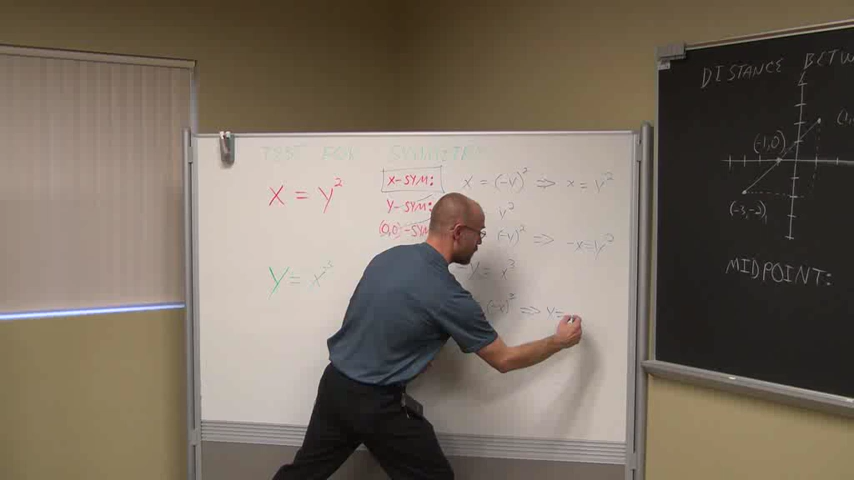 TEST FOR SYMMETRY
X = Y²
X-SYM: X = (-Y)² ⇒ X = Y²
Y-SYM: Y²
(0,0)-SYM (-Y)² ⇒ -X = Y²
Y = X³
-Y = X³
(-X)³ ⇒ Y =
DISTANCE BETW
(-1,0)
(-3,-2)
MIDPOINT: